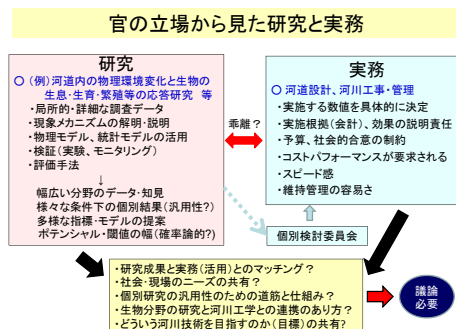 官の立場から見た研究と実務
研究
○ (例)河道内の物理環境変化と生物の
生息・生育・繁殖等の応答研究 等
・局所的・詳細な調査データ
・現象メカニズムの解明・説明
・物理モデル、統計モデルの活用
・検証(実験、モニタリング)
・評価手法
↓
幅広い分野のデータ・知見
様々な条件下の個別結果(汎用性?)
多様な指標・モデルの提案
ポテンシャル・閾値の幅(確率論的?)
乖離?
実務
○ 河道設計、河川工事・管理
・実施する数値を具体的に決定
・実施根拠(会計)、効果の説明責任
・予算、社会的合意の制約
・コストパフォーマンスが要求される
・スピード感
・維持管理の容易さ
個別検討委員会
・研究成果と実務(活用)とのマッチング?
・社会・現場のニーズの共有?
・個別研究の汎用性のための道筋と仕組み?
・生物分野の研究と河川工学との連携のあり方?
・どういう河川技術を目指すのか(目標)の共有?
議論
必要